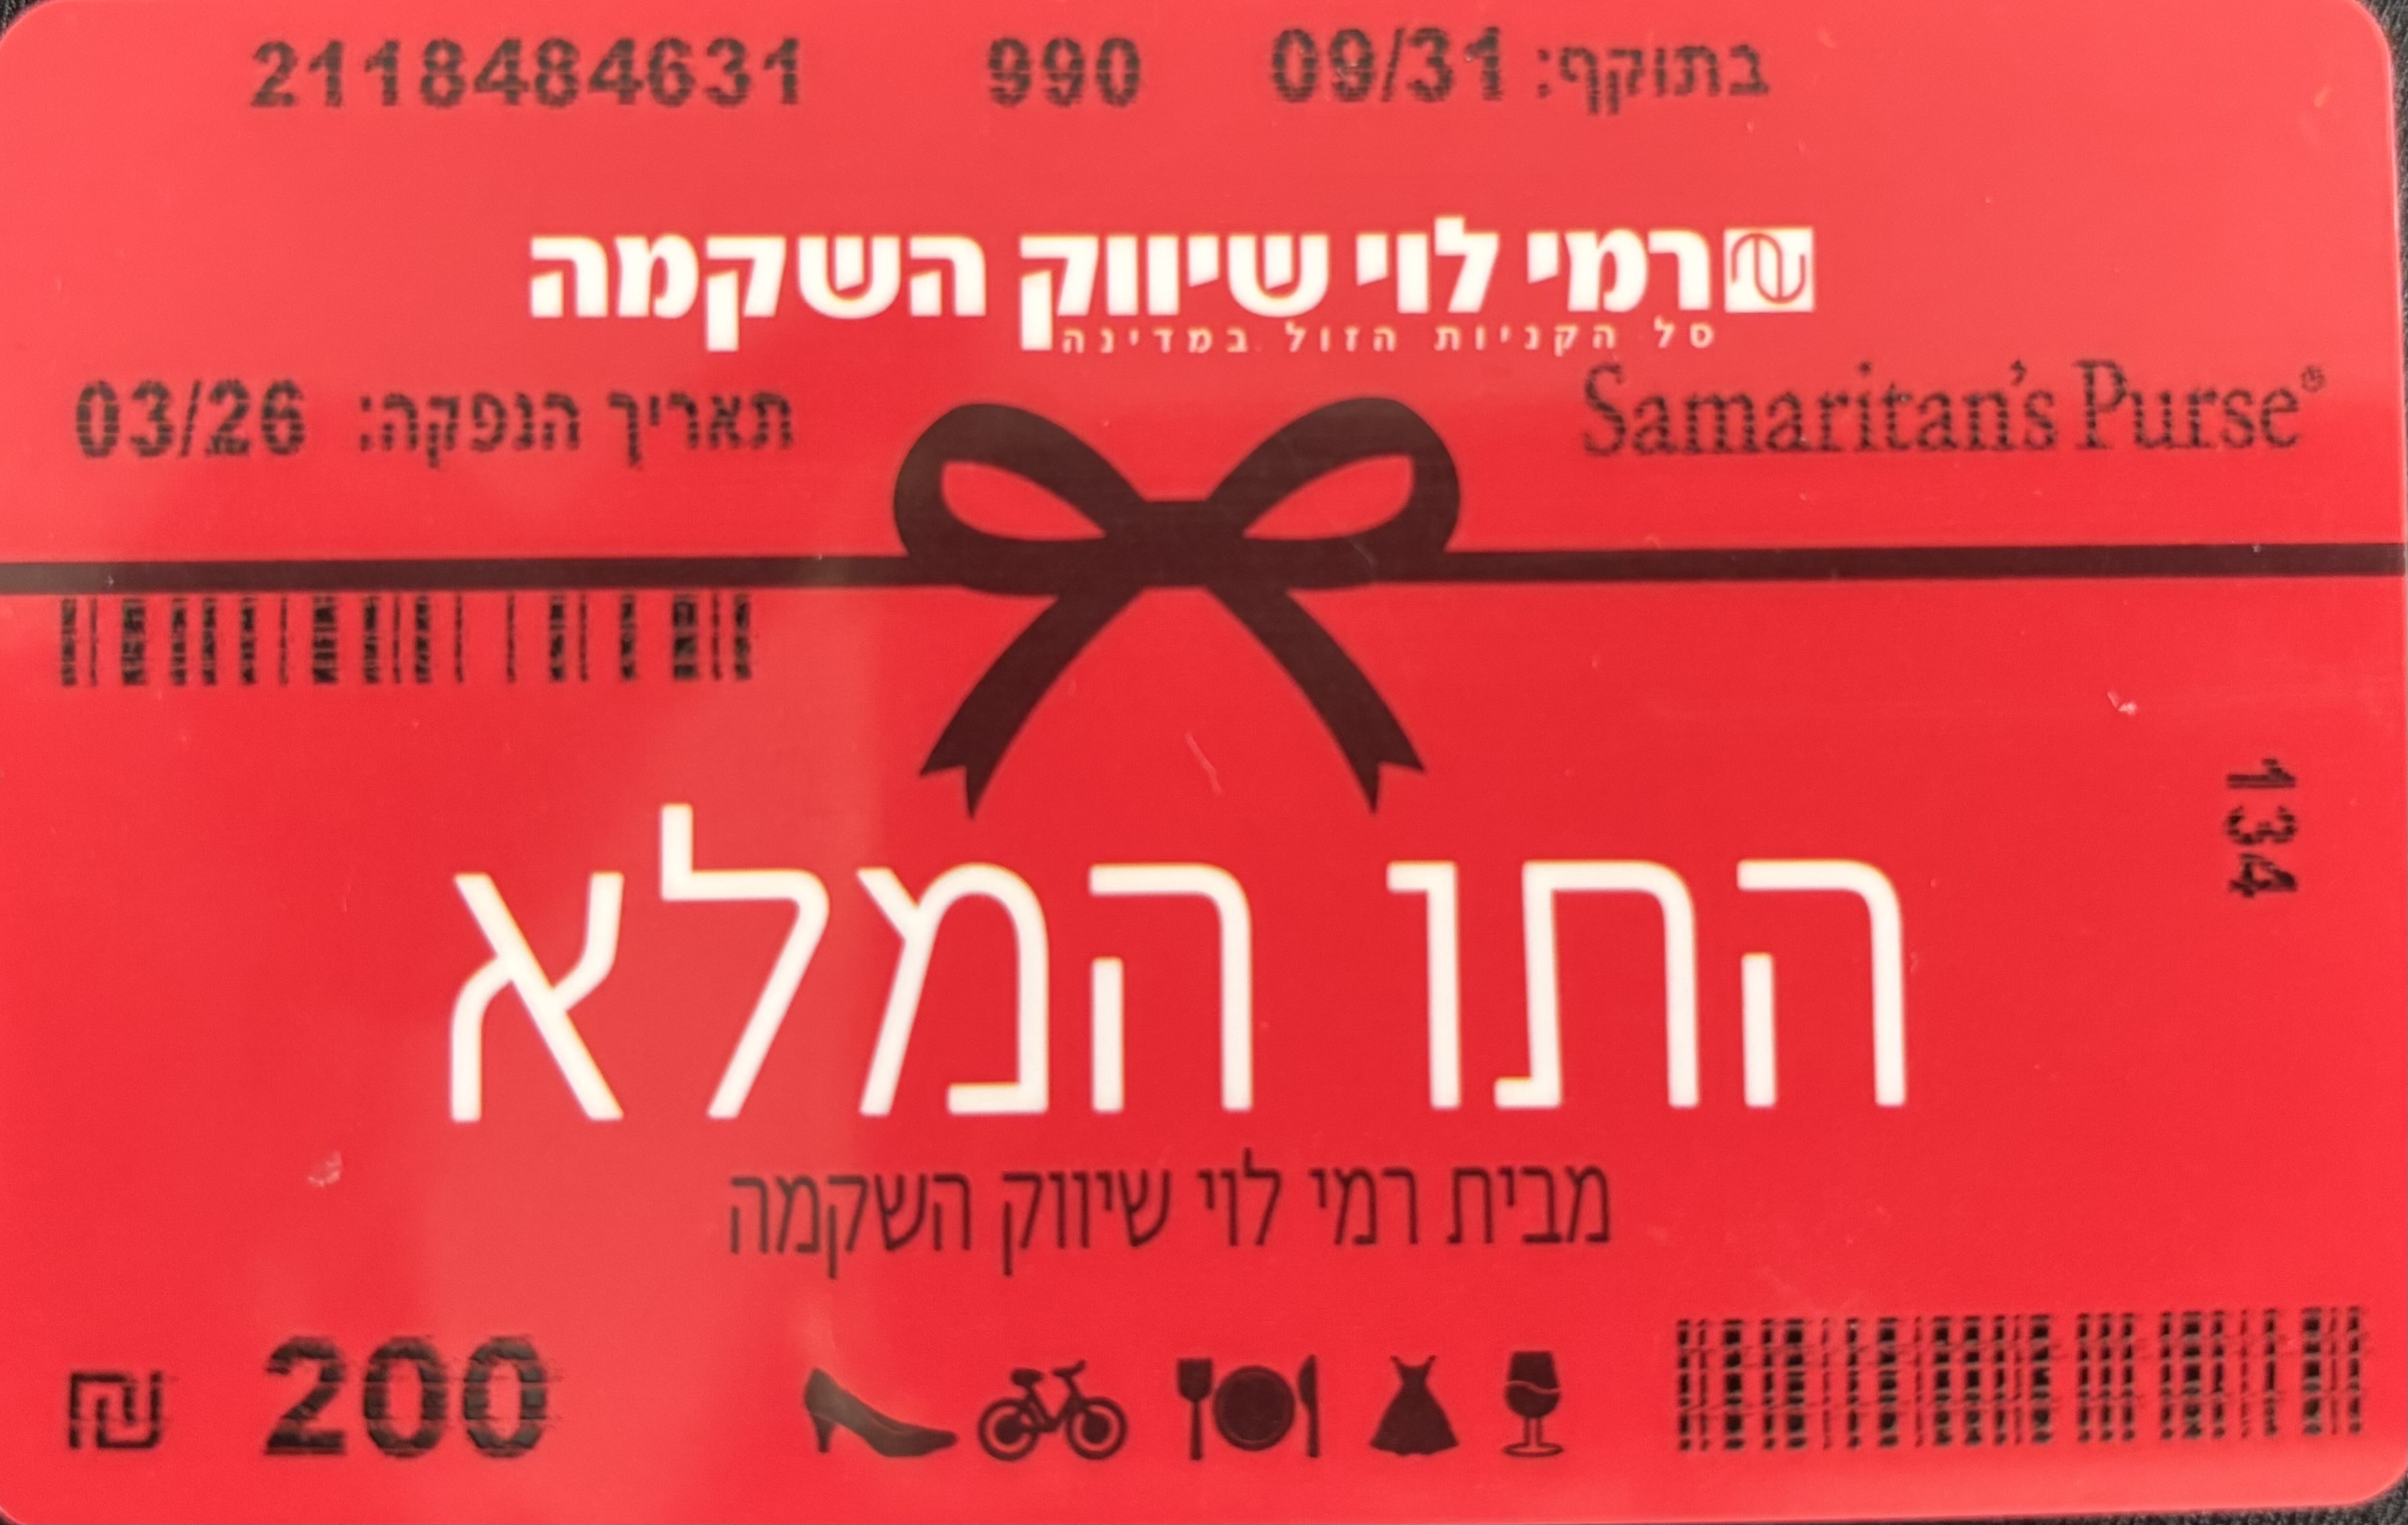 בתוקף: 09/31 990 2118484631
רמי לוי שיווק השקמה
סל הקניות הזול במדינה
Samaritan's Purse®
תאריך הנפקה: 03/26
134
התו המלא
מבית רמי לוי שיווק השקמה
200 ₪